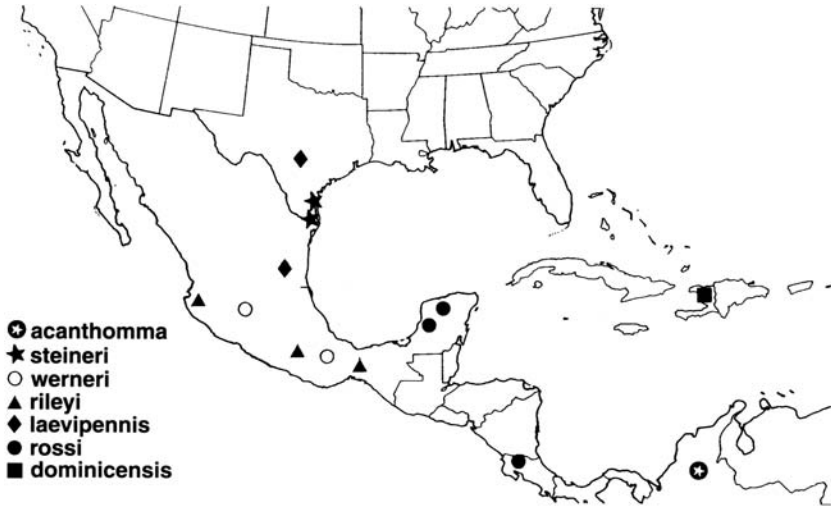 acanthomma
steineri
werneri
rileyi
laevipennis
rossi
dominicensis